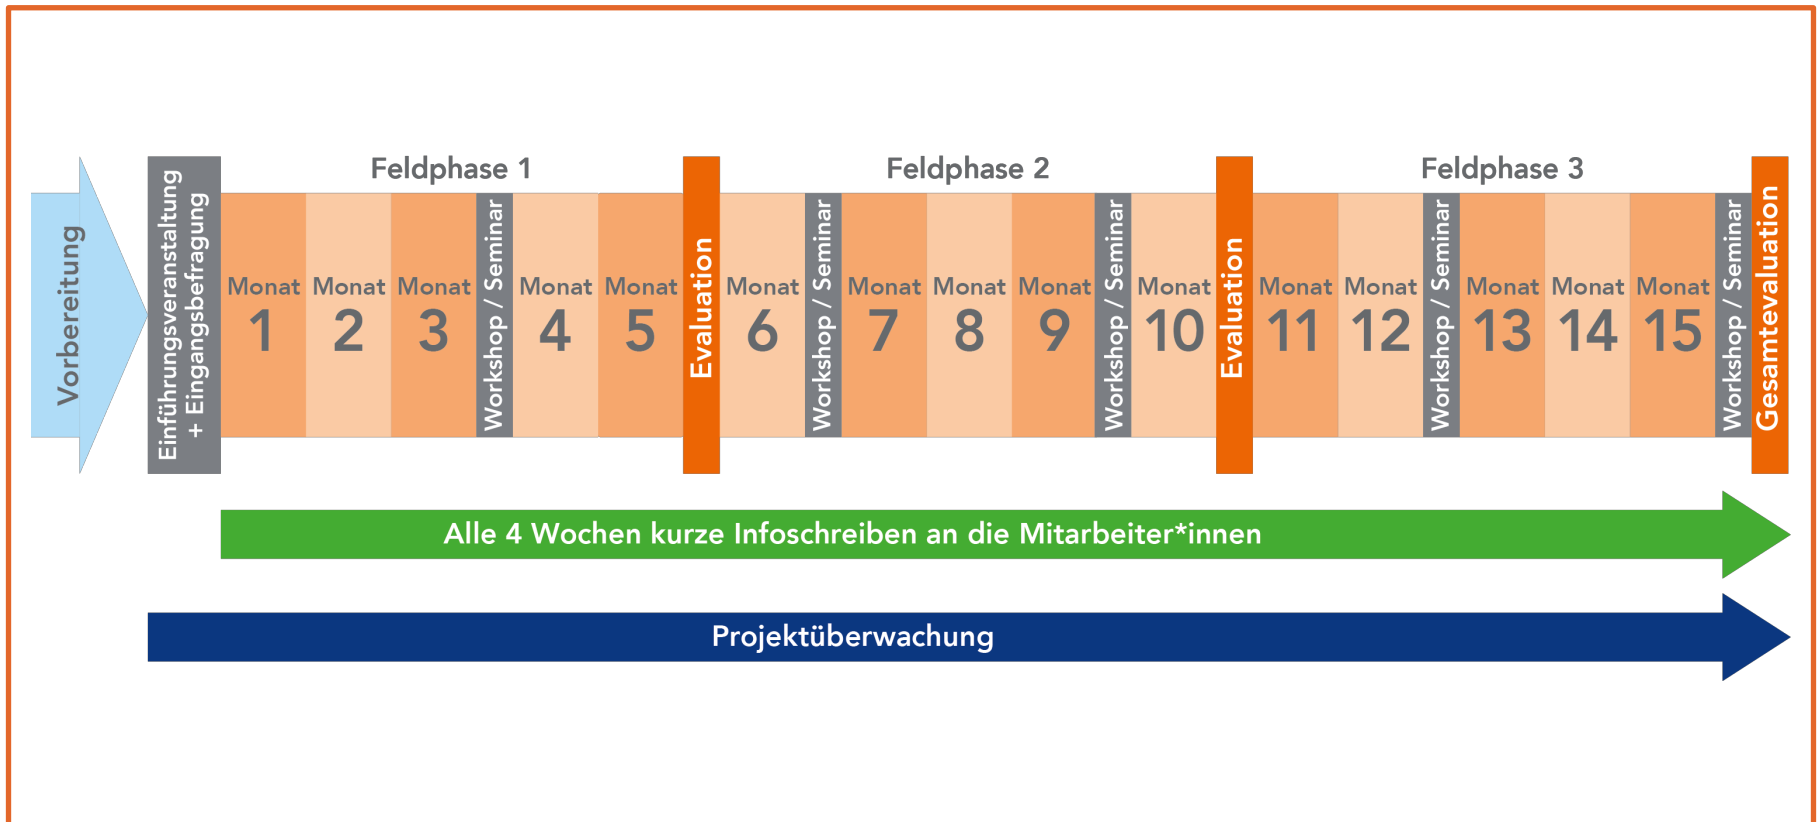 Vorbereitung
Einführungsveranstaltung
+ Eingangsbefragung
Feldphase 1
Monat
1
Monat
2
Monat
3
Workshop / Seminar
Monat
4
Monat
5
Evaluation
Feldphase 2
Monat
6
Workshop / Seminar
Monat
7
Monat
8
Monat
9
Workshop / Seminar
Monat
10
Evaluation
Feldphase 3
Monat
11
Monat
12
Workshop / Seminar
Monat
13
Monat
14
Monat
15
Workshop / Seminar
Gesamtevaluation
Alle 4 Wochen kurze Infoschreiben an die Mitarbeiter*innen
Projektüberwachung